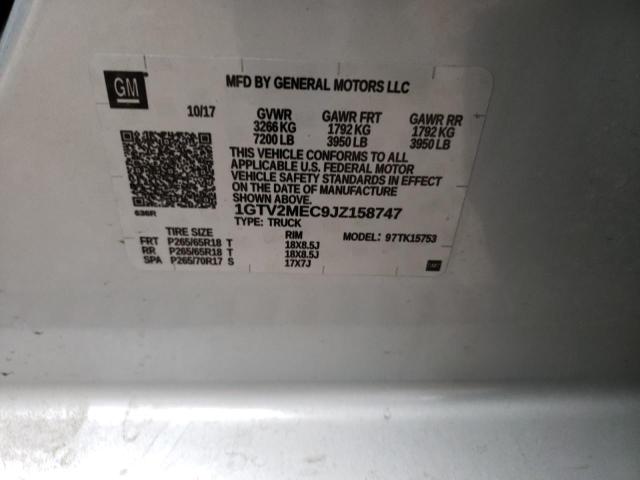 GM
MFD BY GENERAL MOTORS LLC
10/17 GVWR GAWR FRT GAWR RR
3266 KG 1792 KG 1792 KG
7200 LB 3950 LB 3950 LB
THIS VEHICLE CONFORMS TO ALL
APPLICABLE U.S. FEDERAL MOTOR
VEHICLE SAFETY STANDARDS IN EFFECT
ON THE DATE OF MANUFACTURE
SHOWN ABOVE.
636R 1GTV2MEC9JZ158747
TYPE: TRUCK
TIRE SIZE RIM MODEL: 97TK15753
FRT P265/65R18 T 18X8.5J
RR P265/65R18 T 18X8.5J
SPA P265/70R17 S 17X7J